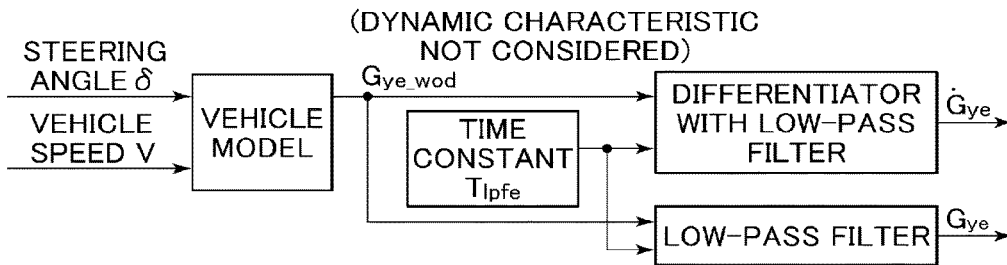 (DYNAMIC CHARACTERISTIC
NOT CONSIDERED)
STEERING
ANGLE δ
VEHICLE
SPEED V
VEHICLE
MODEL
Gye_wod
TIME
CONSTANT
Tlpfe
DIFFERENTIATOR
WITH LOW-PASS
FILTER
Ġye
LOW-PASS FILTER
Gye